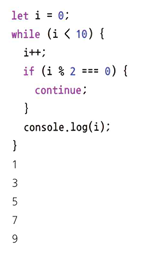 let i = 0;
while (i < 10) {
  i++;
  if (i % 2 === 0) {
    continue;
  }
  console.log(i);
}
1
3
5
7
9